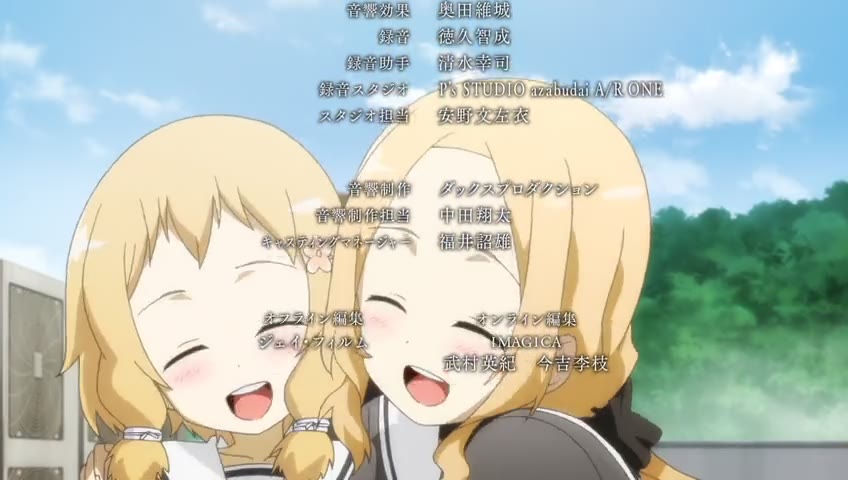 音響効果 奥田維城
録音 徳久智成
録音助手 清水幸司
録音スタジオ P's STUDIO azabudai A/R ONE
スタジオ担当 安野文左衣
音響制作 ダックスプロダクション
音響制作担当 中田翔太
キャスティングマネージャー 福井韶雄
オフライン編集 オンライン編集
ジェイ・フィルム IMAGICA
武村英紀 今吉李枝